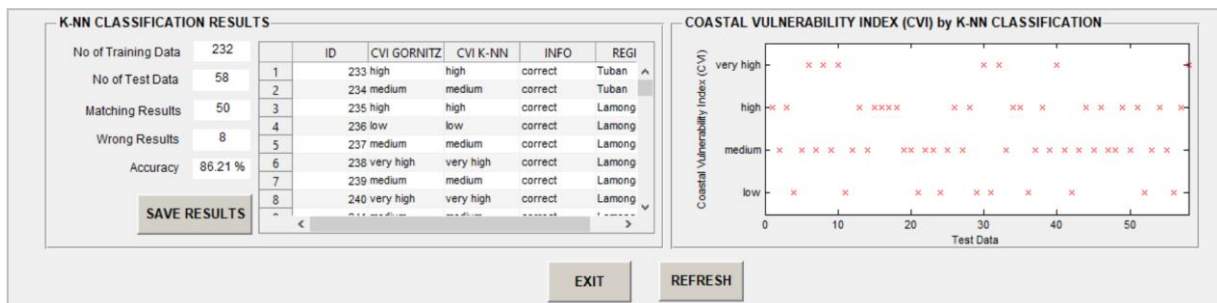 K-NN CLASSIFICATION RESULTS
No of Training Data 232
No of Test Data 58
Matching Results 50
Wrong Results 8
Accuracy 86.21 %
SAVE RESULTS
ID CVI GORNITZ CVI K-NN INFO REGI
1 233 high high correct Tuban
2 234 medium medium correct Tuban
3 235 high high correct Lamong
4 236 low low correct Lamong
5 237 medium medium correct Lamong
6 238 very high very high correct Lamong
7 239 medium medium correct Lamong
8 240 very high very high correct Lamong
COASTAL VULNERABILITY INDEX (CVI) by K-NN CLASSIFICATION
Coastal Vulnerability Index (CVI)
very high
high
medium
low
0 10 20 30 40 50
Test Data
EXIT REFRESH